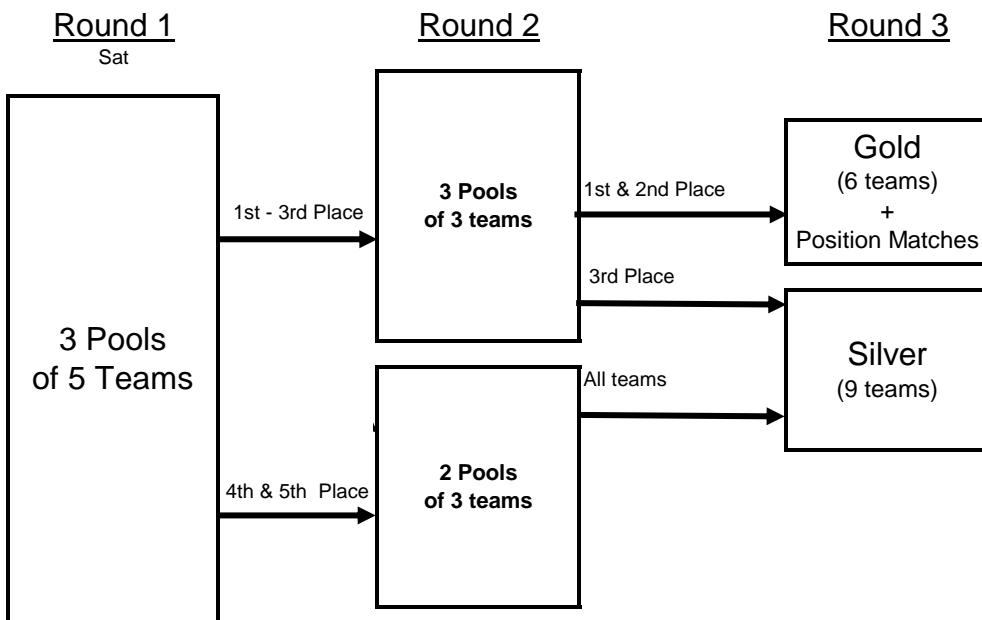 Round 1
Sat
Round 2
Round 3
3 Pools
of 5 Teams
1st - 3rd Place
4th & 5th  Place
3 Pools
of 3 teams
2 Pools
of 3 teams
1st & 2nd Place
3rd Place
All teams
Gold
(6 teams)
+
Position Matches
Silver
(9 teams)